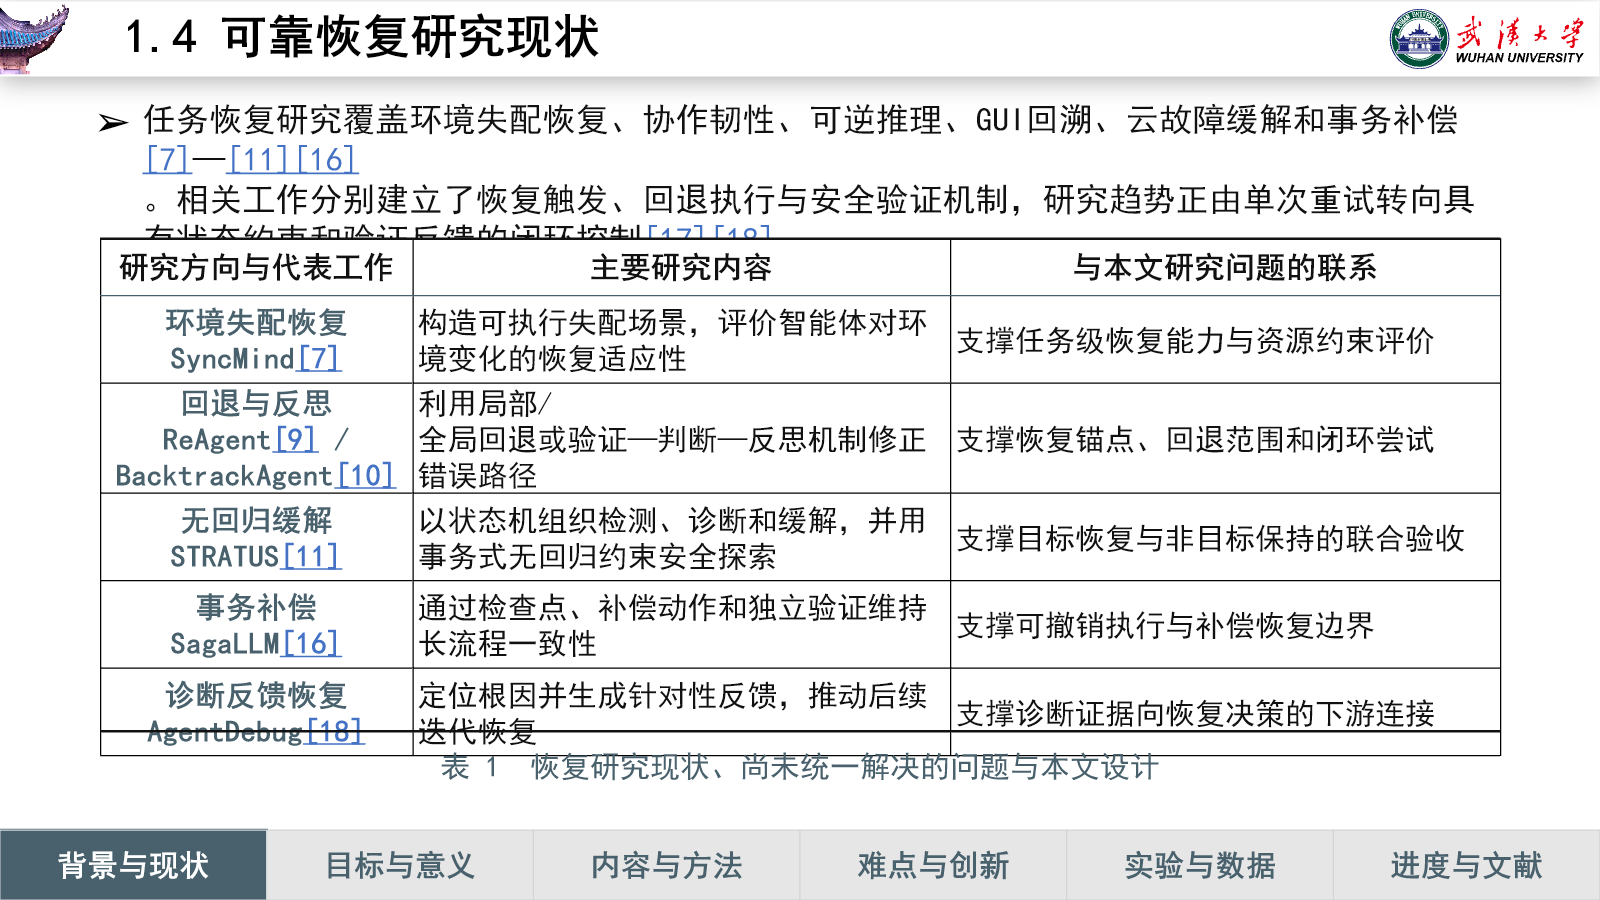 1.4 可靠恢复研究现状
武汉大学
WUHAN UNIVERSITY
➢ 任务恢复研究覆盖环境失配恢复、协作韧性、可逆推理、GUI回溯、云故障缓解和事务补偿
[7]—[11][16]
。相关工作分别建立了恢复触发、回退执行与安全验证机制，研究趋势正由单次重试转向具
有状态约束和验证反馈的闭环控制[17][18]
研究方向与代表工作
主要研究内容
与本文研究问题的联系
环境失配恢复
SyncMind[7]
构造可执行失配场景，评价智能体对环
境变化的恢复适应性
支撑任务级恢复能力与资源约束评价
回退与反思
ReAgent[9] /
BacktrackAgent[10]
利用局部/
全局回退或验证—判断—反思机制修正
错误路径
支撑恢复锚点、回退范围和闭环尝试
无回归缓解
STRATUS[11]
以状态机组织检测、诊断和缓解，并用
事务式无回归约束安全探索
支撑目标恢复与非目标保持的联合验收
事务补偿
SagaLLM[16]
通过检查点、补偿动作和独立验证维持
长流程一致性
支撑可撤销执行与补偿恢复边界
诊断反馈恢复
AgentDebug[18]
定位根因并生成针对性反馈，推动后续
迭代恢复
支撑诊断证据向恢复决策的下游连接
表 1 恢复研究现状、尚未统一解决的问题与本文设计
背景与现状
目标与意义
内容与方法
难点与创新
实验与数据
进度与文献